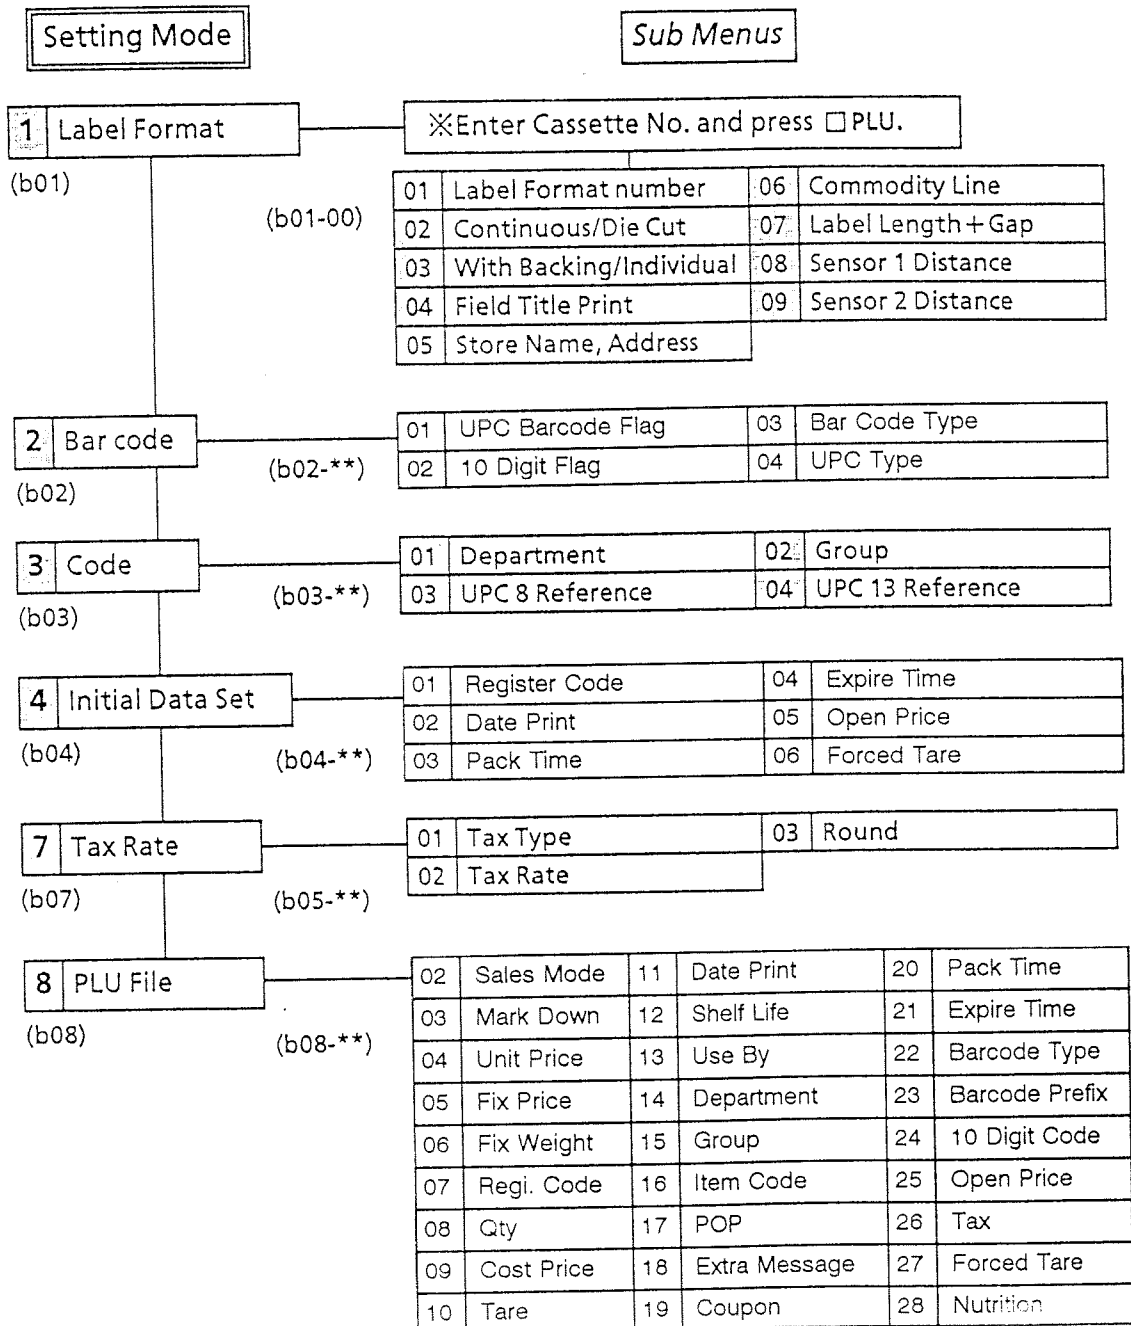 Setting Mode
Sub Menus
1 Label Format
※Enter Cassette No. and press □PLU.
(b01)
(b01-00)
01 Label Format number 06 Commodity Line
02 Continuous/Die Cut 07 Label Length+Gap
03 With Backing/Individual 08 Sensor 1 Distance
04 Field Title Print 09 Sensor 2 Distance
05 Store Name, Address
2 Bar code
(b02)
(b02-**)
01 UPC Barcode Flag 03 Bar Code Type
02 10 Digit Flag 04 UPC Type
3 Code
(b03)
(b03-**)
01 Department 02 Group
03 UPC 8 Reference 04 UPC 13 Reference
4 Initial Data Set
(b04)
(b04-**)
01 Register Code 04 Expire Time
02 Date Print 05 Open Price
03 Pack Time 06 Forced Tare
7 Tax Rate
(b07)
(b05-**)
01 Tax Type 03 Round
02 Tax Rate
8 PLU File
(b08)
(b08-**)
02 Sales Mode 11 Date Print 20 Pack Time
03 Mark Down 12 Shelf Life 21 Expire Time
04 Unit Price 13 Use By 22 Barcode Type
05 Fix Price 14 Department 23 Barcode Prefix
06 Fix Weight 15 Group 24 10 Digit Code
07 Regi. Code 16 Item Code 25 Open Price
08 Qty 17 POP 26 Tax
09 Cost Price 18 Extra Message 27 Forced Tare
10 Tare 19 Coupon 28 Nutrition